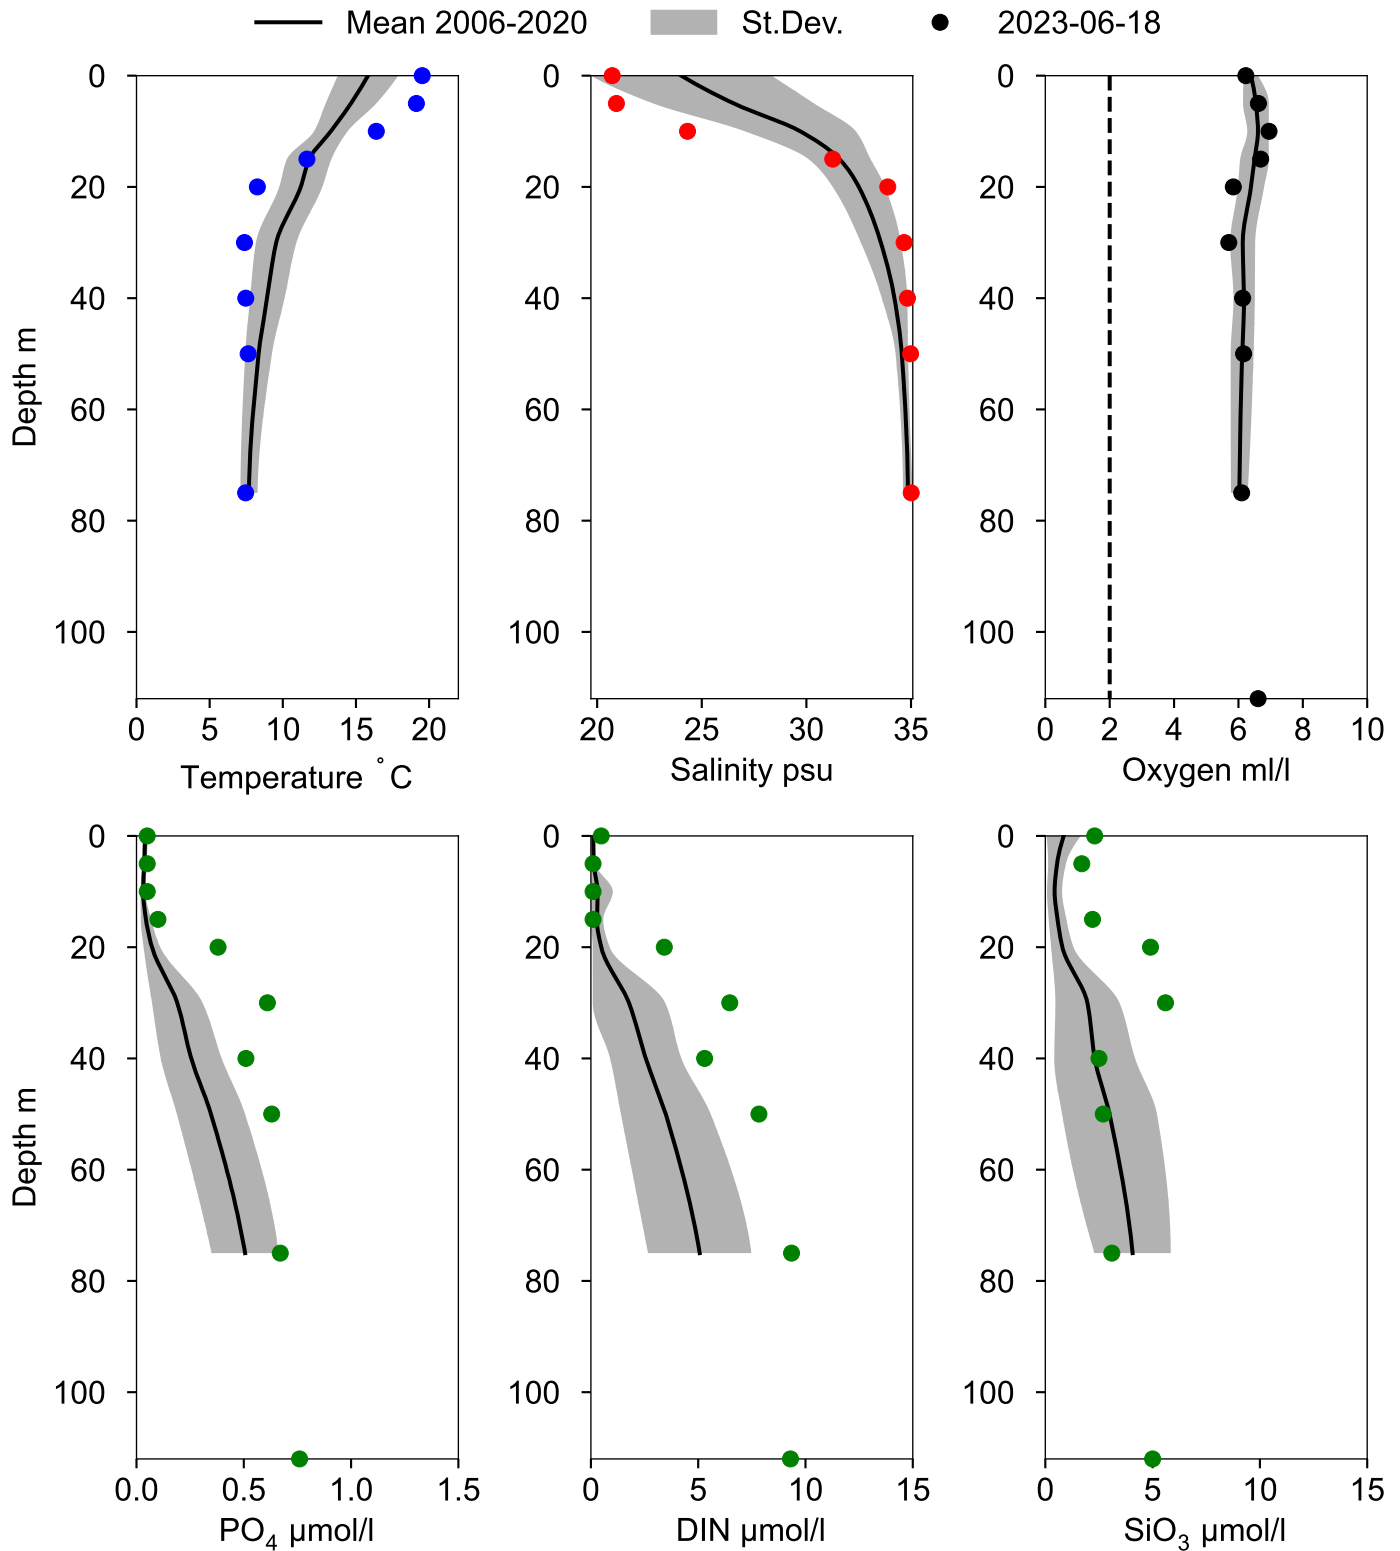 Mean 2006-2020 St.Dev. 2023-06-18
0 0 0
20 20 20
40 40 40
60 60 60
80 80 80
100 100 100
Depth m
0 5 10 15 20 20 25 30 35 0 2 4 6 8 10
Temperature °C Salinity psu Oxygen ml/l
0 0 0
20 20 20
40 40 40
60 60 60
80 80 80
100 100 100
Depth m
0.0 0.5 1.0 1.5 0 5 10 15 0 5 10 15
PO₄ µmol/l DIN µmol/l SiO₃ µmol/l